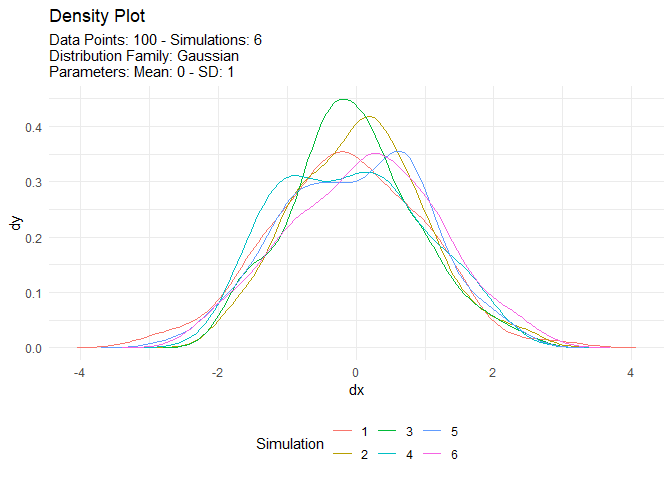 Density Plot
Data Points: 100 - Simulations: 6
Distribution Family: Gaussian
Parameters: Mean: 0 - SD: 1
dy
0.4
0.3
0.2
0.1
0.0
-4 -2 0 2 4
dx
Simulation
1 3 5
2 4 6